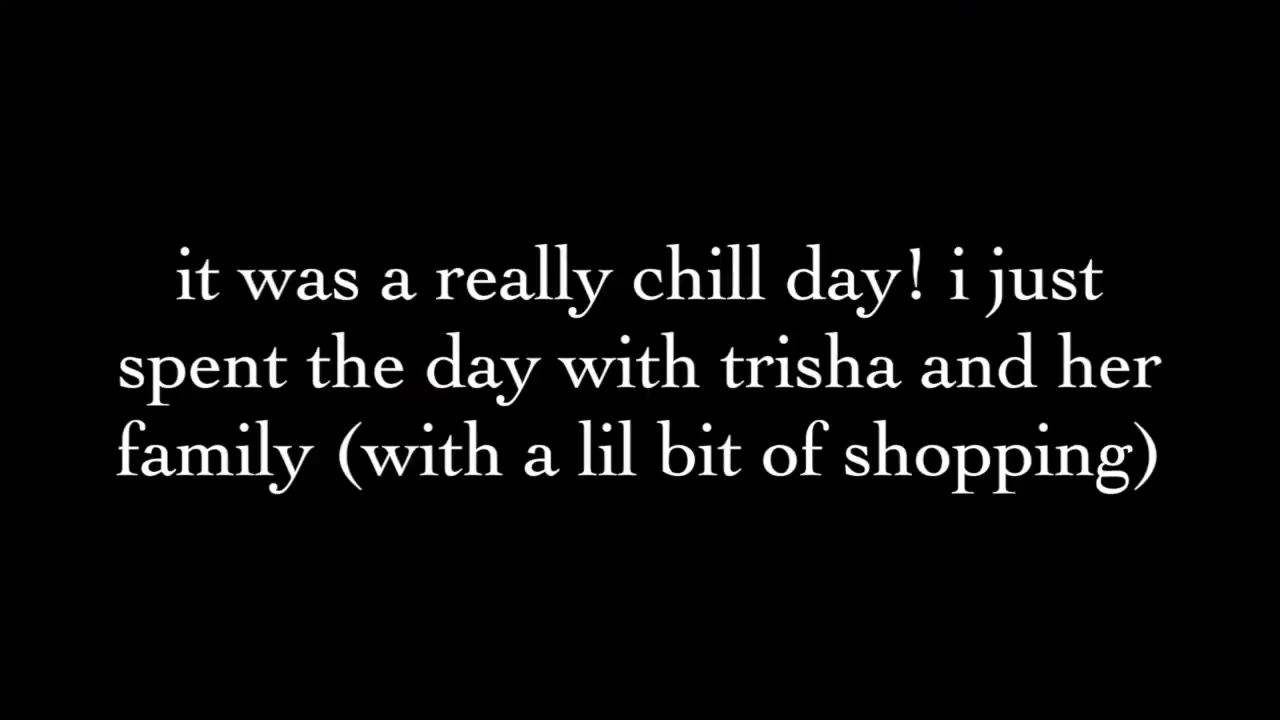 it was a really chill day! i just
spent the day with trisha and her
family (with a lil bit of shopping)